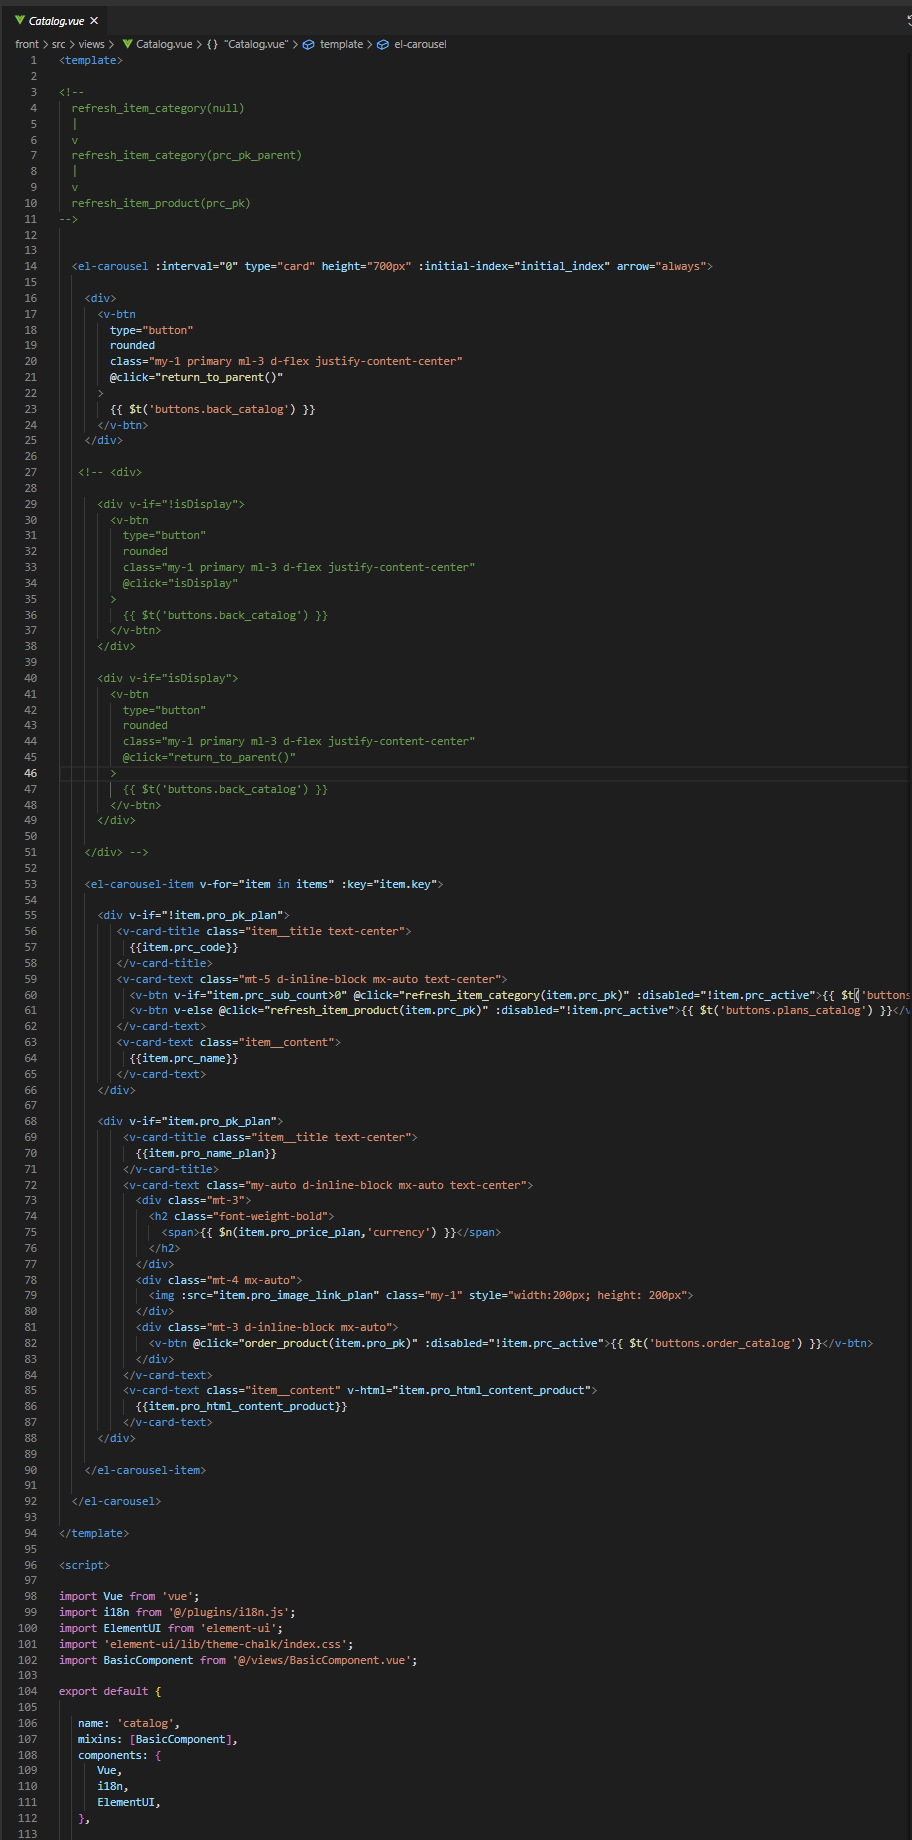 Catalog.vue ×
front > src > views > Catalog.vue > {} "Catalog.vue" > template > el-carousel
1 <template>
2
3 <!--
4 refresh_item_category(null)
5 |
6 v
7 refresh_item_category(prc_pk_parent)
8 |
9 v
10 refresh_item_product(prc_pk)
11 -->
12
13
14 <el-carousel :interval="0" type="card" height="700px" :initial-index="initial_index" arrow="always">
15
16 <div>
17 <v-btn
18 type="button"
19 rounded
20 class="my-1 primary ml-3 d-flex justify-content-center"
21 @click="return_to_parent()"
22 >
23 {{ $t('buttons.back_catalog') }}
24 </v-btn>
25 </div>
26
27 <!-- <div>
28
29 <div v-if="!isDisplay">
30 <v-btn
31 type="button"
32 rounded
33 class="my-1 primary ml-3 d-flex justify-content-center"
34 @click="isDisplay"
35 >
36 {{ $t('buttons.back_catalog') }}
37 </v-btn>
38 </div>
39
40 <div v-if="isDisplay">
41 <v-btn
42 type="button"
43 rounded
44 class="my-1 primary ml-3 d-flex justify-content-center"
45 @click="return_to_parent()"
46 >
47 {{ $t('buttons.back_catalog') }}
48 </v-btn>
49 </div>
50
51 </div> -->
52
53 <el-carousel-item v-for="item in items" :key="item.key">
54
55 <div v-if="!item.pro_pk_plan">
56 <v-card-title class="item__title text-center">
57 {{item.prc_code}}
58 </v-card-title>
59 <v-card-text class="mt-5 d-inline-block mx-auto text-center">
60 <v-btn v-if="item.prc_sub_count>0" @click="refresh_item_category(item.prc_pk)" :disabled="!item.prc_active">{{ $t('buttons
61 <v-btn v-else @click="refresh_item_product(item.prc_pk)" :disabled="!item.prc_active">{{ $t('buttons.plans_catalog') }}</v
62 </v-card-text>
63 <v-card-text class="item__content">
64 {{item.prc_name}}
65 </v-card-text>
66 </div>
67
68 <div v-if="item.pro_pk_plan">
69 <v-card-title class="item__title text-center">
70 {{item.pro_name_plan}}
71 </v-card-title>
72 <v-card-text class="my-auto d-inline-block mx-auto text-center">
73 <div class="mt-3">
74 <h2 class="font-weight-bold">
75 <span>{{ $n(item.pro_price_plan,'currency') }}</span>
76 </h2>
77 </div>
78 <div class="mt-4 mx-auto">
79 <img :src="item.pro_image_link_plan" class="my-1" style="width:200px; height: 200px">
80 </div>
81 <div class="mt-3 d-inline-block mx-auto">
82 <v-btn @click="order_product(item.pro_pk)" :disabled="!item.prc_active">{{ $t('buttons.order_catalog') }}</v-btn>
83 </div>
84 </v-card-text>
85 <v-card-text class="item__content" v-html="item.pro_html_content_product">
86 {{item.pro_html_content_product}}
87 </v-card-text>
88 </div>
89
90 </el-carousel-item>
91
92 </el-carousel>
93
94 </template>
95
96 <script>
97
98 import Vue from 'vue';
99 import i18n from '@/plugins/i18n.js';
100 import ElementUI from 'element-ui';
101 import 'element-ui/lib/theme-chalk/index.css';
102 import BasicComponent from '@/views/BasicComponent.vue';
103
104 export default {
105
106 name: 'catalog',
107 mixins: [BasicComponent],
108 components: {
109 Vue,
110 i18n,
111 ElementUI,
112 },
113